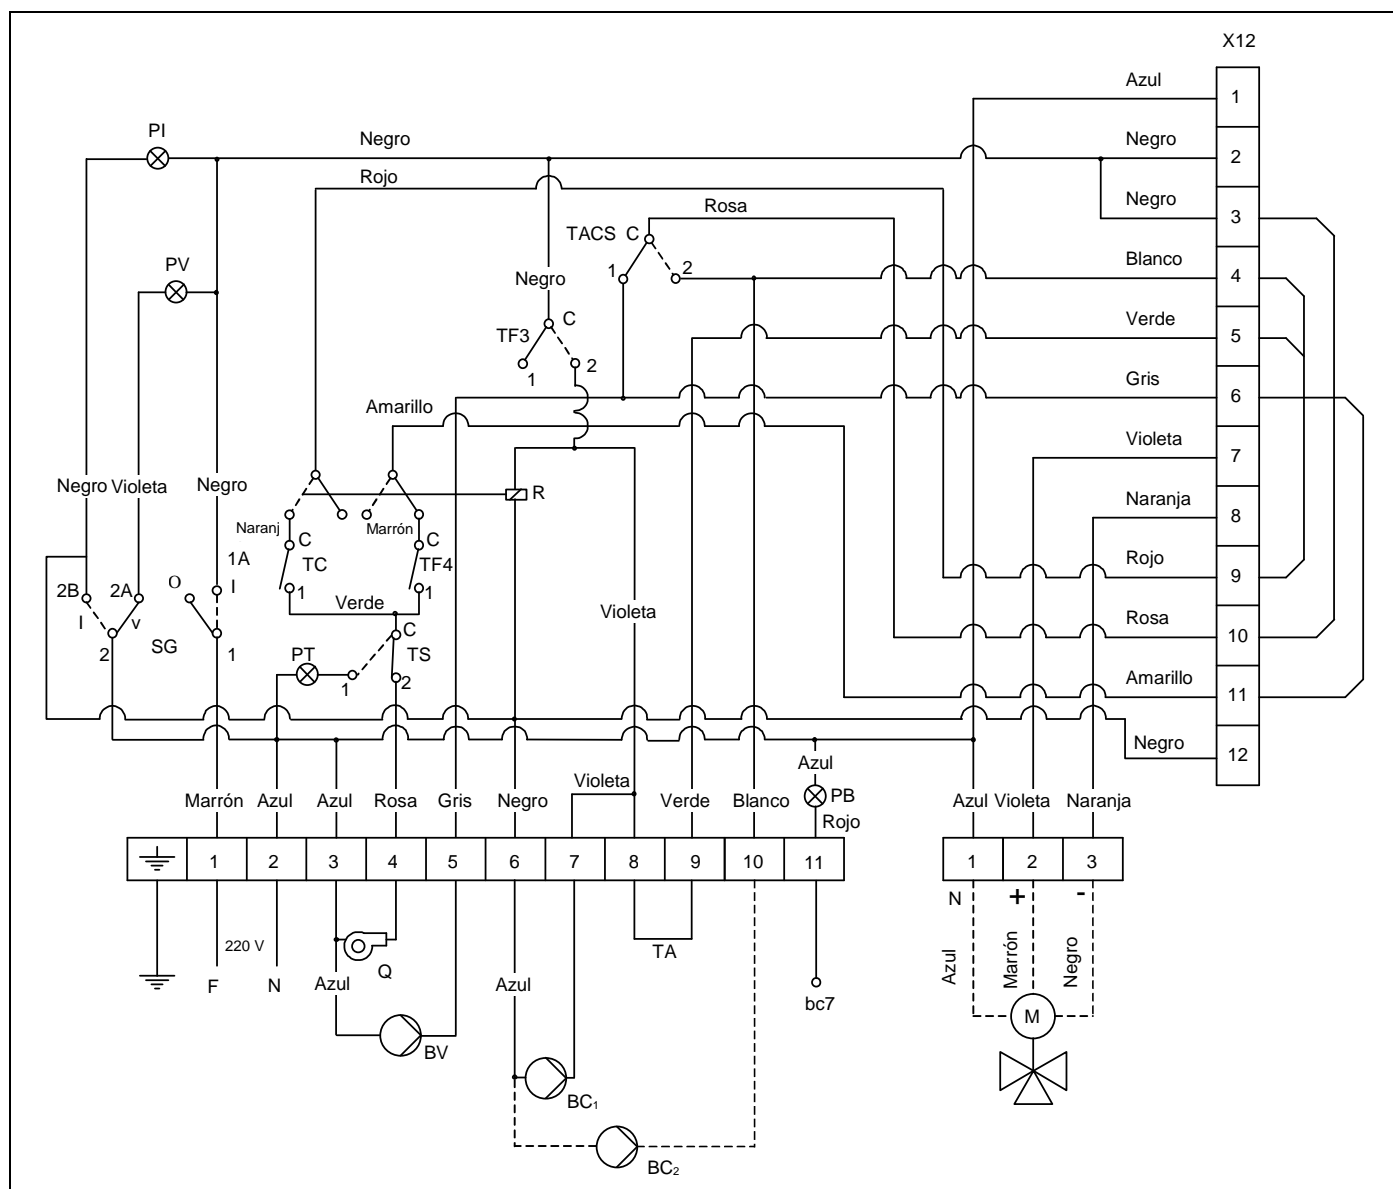 X12
Azul
1
PI
Negro
Negro
2
Rojo
Negro
3
Rosa
TACS C
1
2
Blanco
4
PV
Negro
Verde
5
C
TF3
1
2
Gris
6
Amarillo
Violeta
7
Negro
Violeta
Negro
R
Naranja
8
Naranj
Marrón
C
TC
1
C
TF4
1
Rojo
9
1A
I
O
2B
2A
I
v
2
SG
1
Verde
Violeta
Rosa
10
C
TS
PT
1
2
Amarillo
11
Negro
12
Azul
PB
Rojo
Violeta
Marrón
Azul
Azul
Rosa
Gris
Negro
Verde
Blanco
Azul
Violeta
Naranja
1
2
3
4
5
6
7
8
9
10
11
1
2
3
N
+
-
220 V
F
N
Q
Azul
Azul
TA
bc7
Azul
Marrón
Negro
M
BV
BC1
BC2